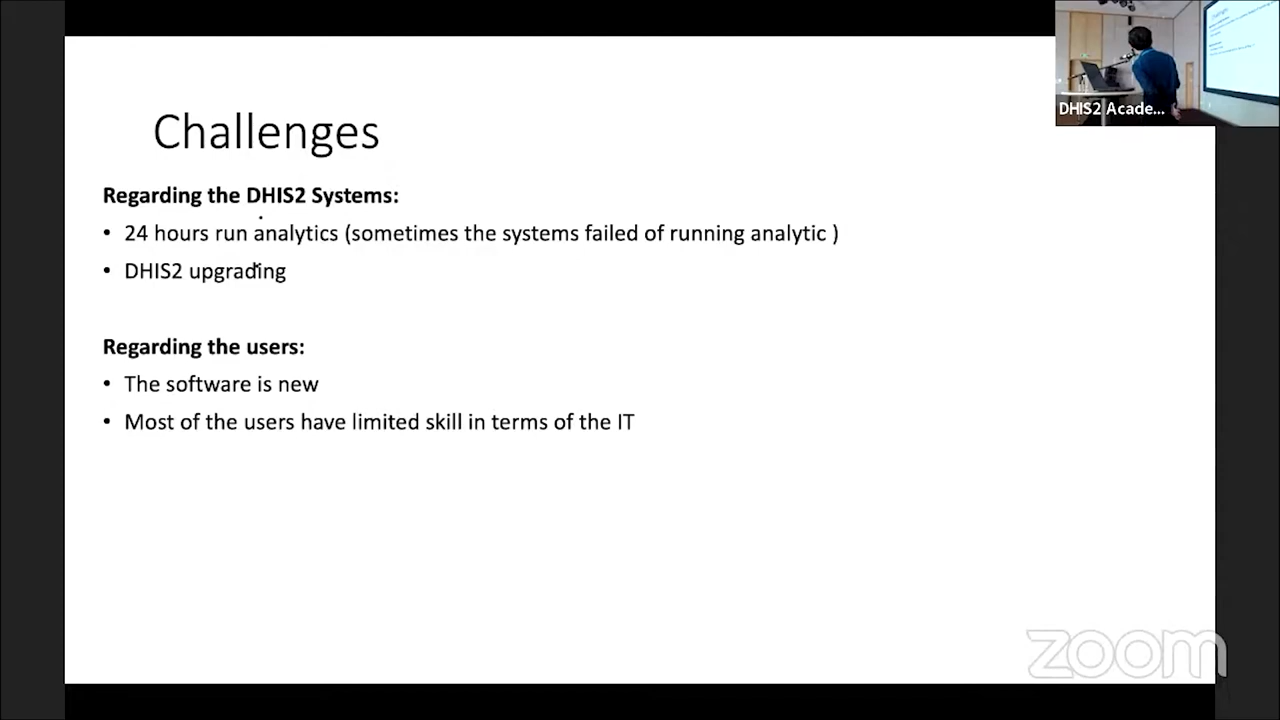 Challenges
Regarding the DHIS2 Systems:
• 24 hours run analytics (sometimes the systems failed of running analytic )
• DHIS2 upgrading
Regarding the users:
• The software is new
• Most of the users have limited skill in terms of the IT
DHIS2 Acade...
zoom